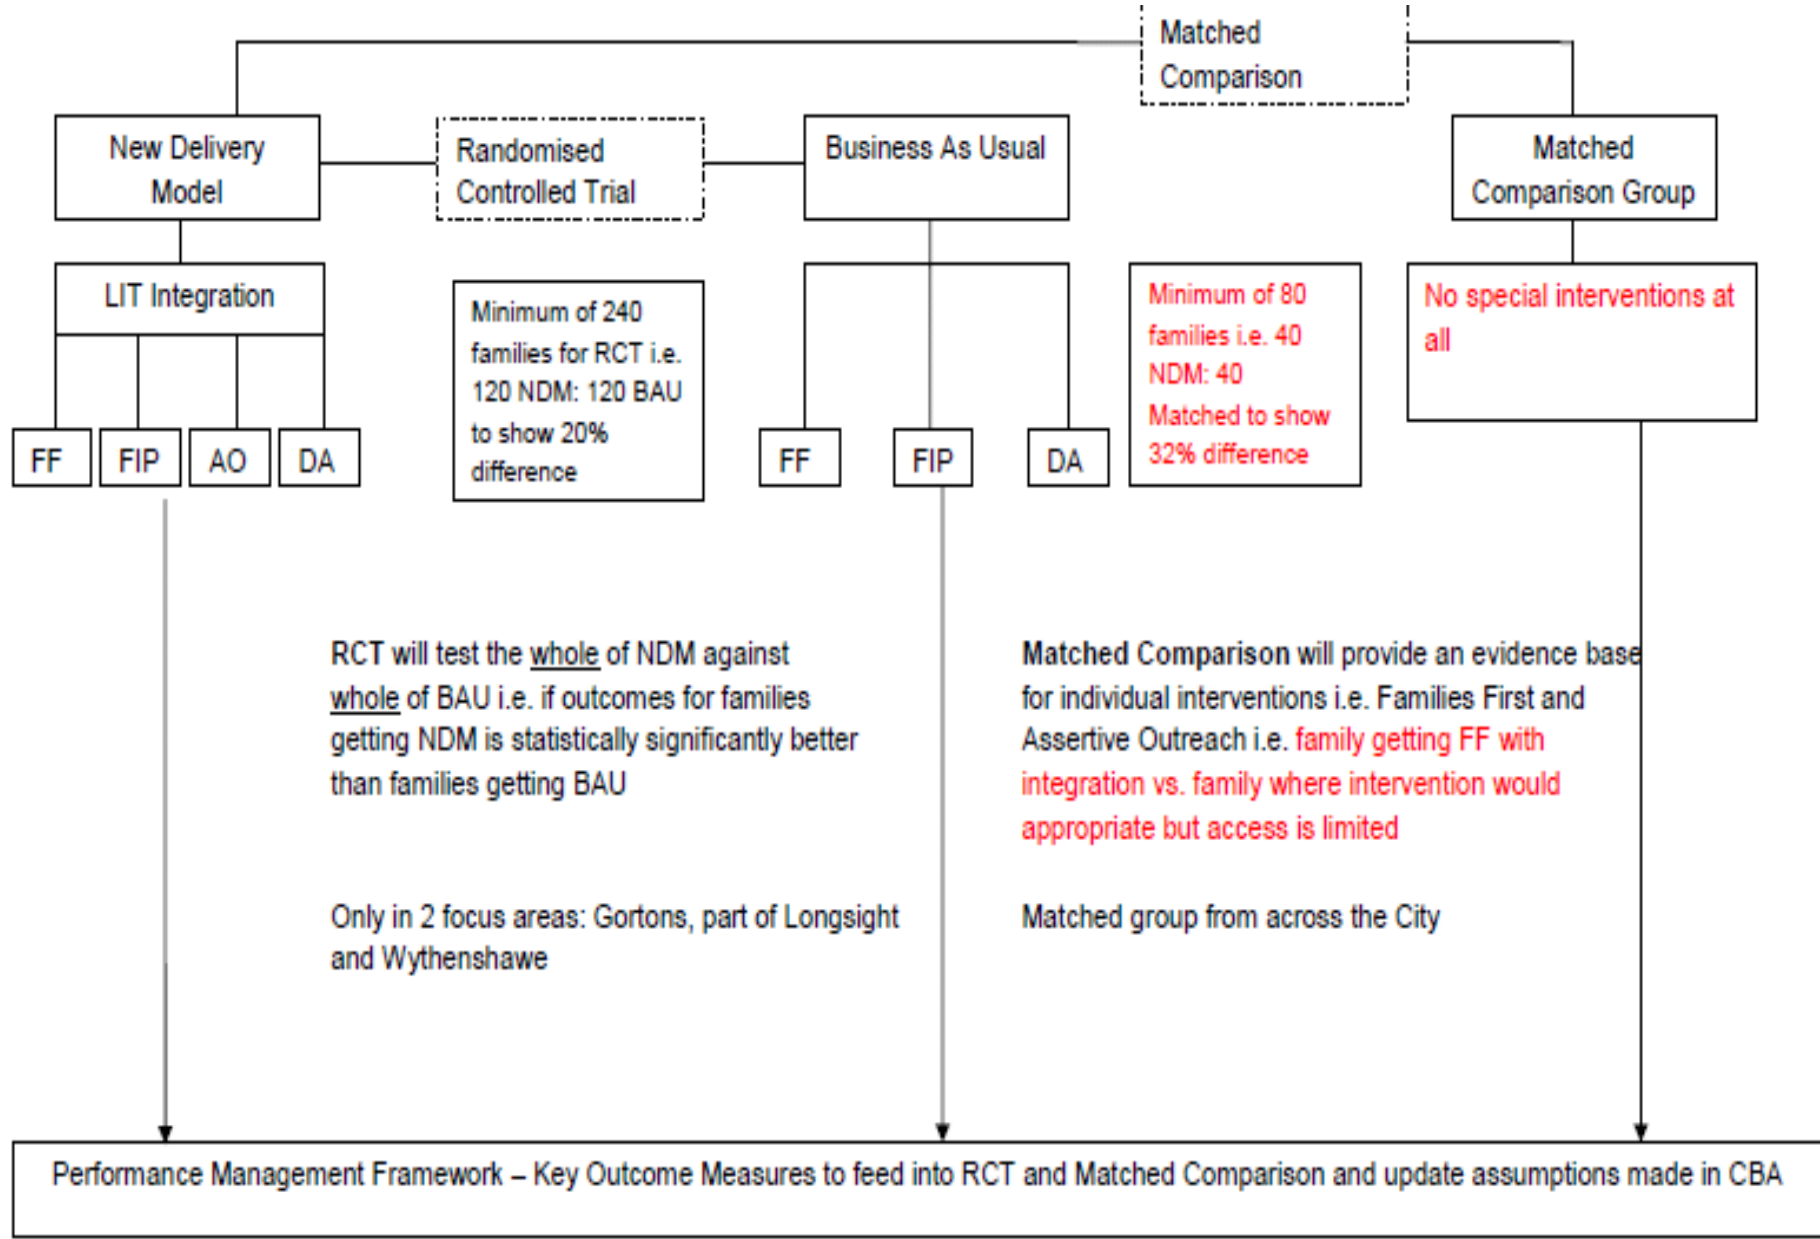 Matched
Comparison
New Delivery
Model
Randomised
Controlled Trial
Business As Usual
Matched
Comparison Group
LIT Integration
Minimum of 240
families for RCT i.e.
120 NDM: 120 BAU
to show 20%
difference
Minimum of 80
families i.e. 40
NDM: 40
Matched to show
32% difference
No special interventions at
all
FF
FIP
AO
DA
FF
FIP
DA
RCT will test the whole of NDM against
whole of BAU i.e. if outcomes for families
getting NDM is statistically significantly better
than families getting BAU
Only in 2 focus areas: Gortons, part of Longsight
and Wythenshawe
Matched Comparison will provide an evidence base
for individual interventions i.e. Families First and
Assertive Outreach i.e. family getting FF with
integration vs. family where intervention would
appropriate but access is limited
Matched group from across the City
Performance Management Framework – Key Outcome Measures to feed into RCT and Matched Comparison and update assumptions made in CBA